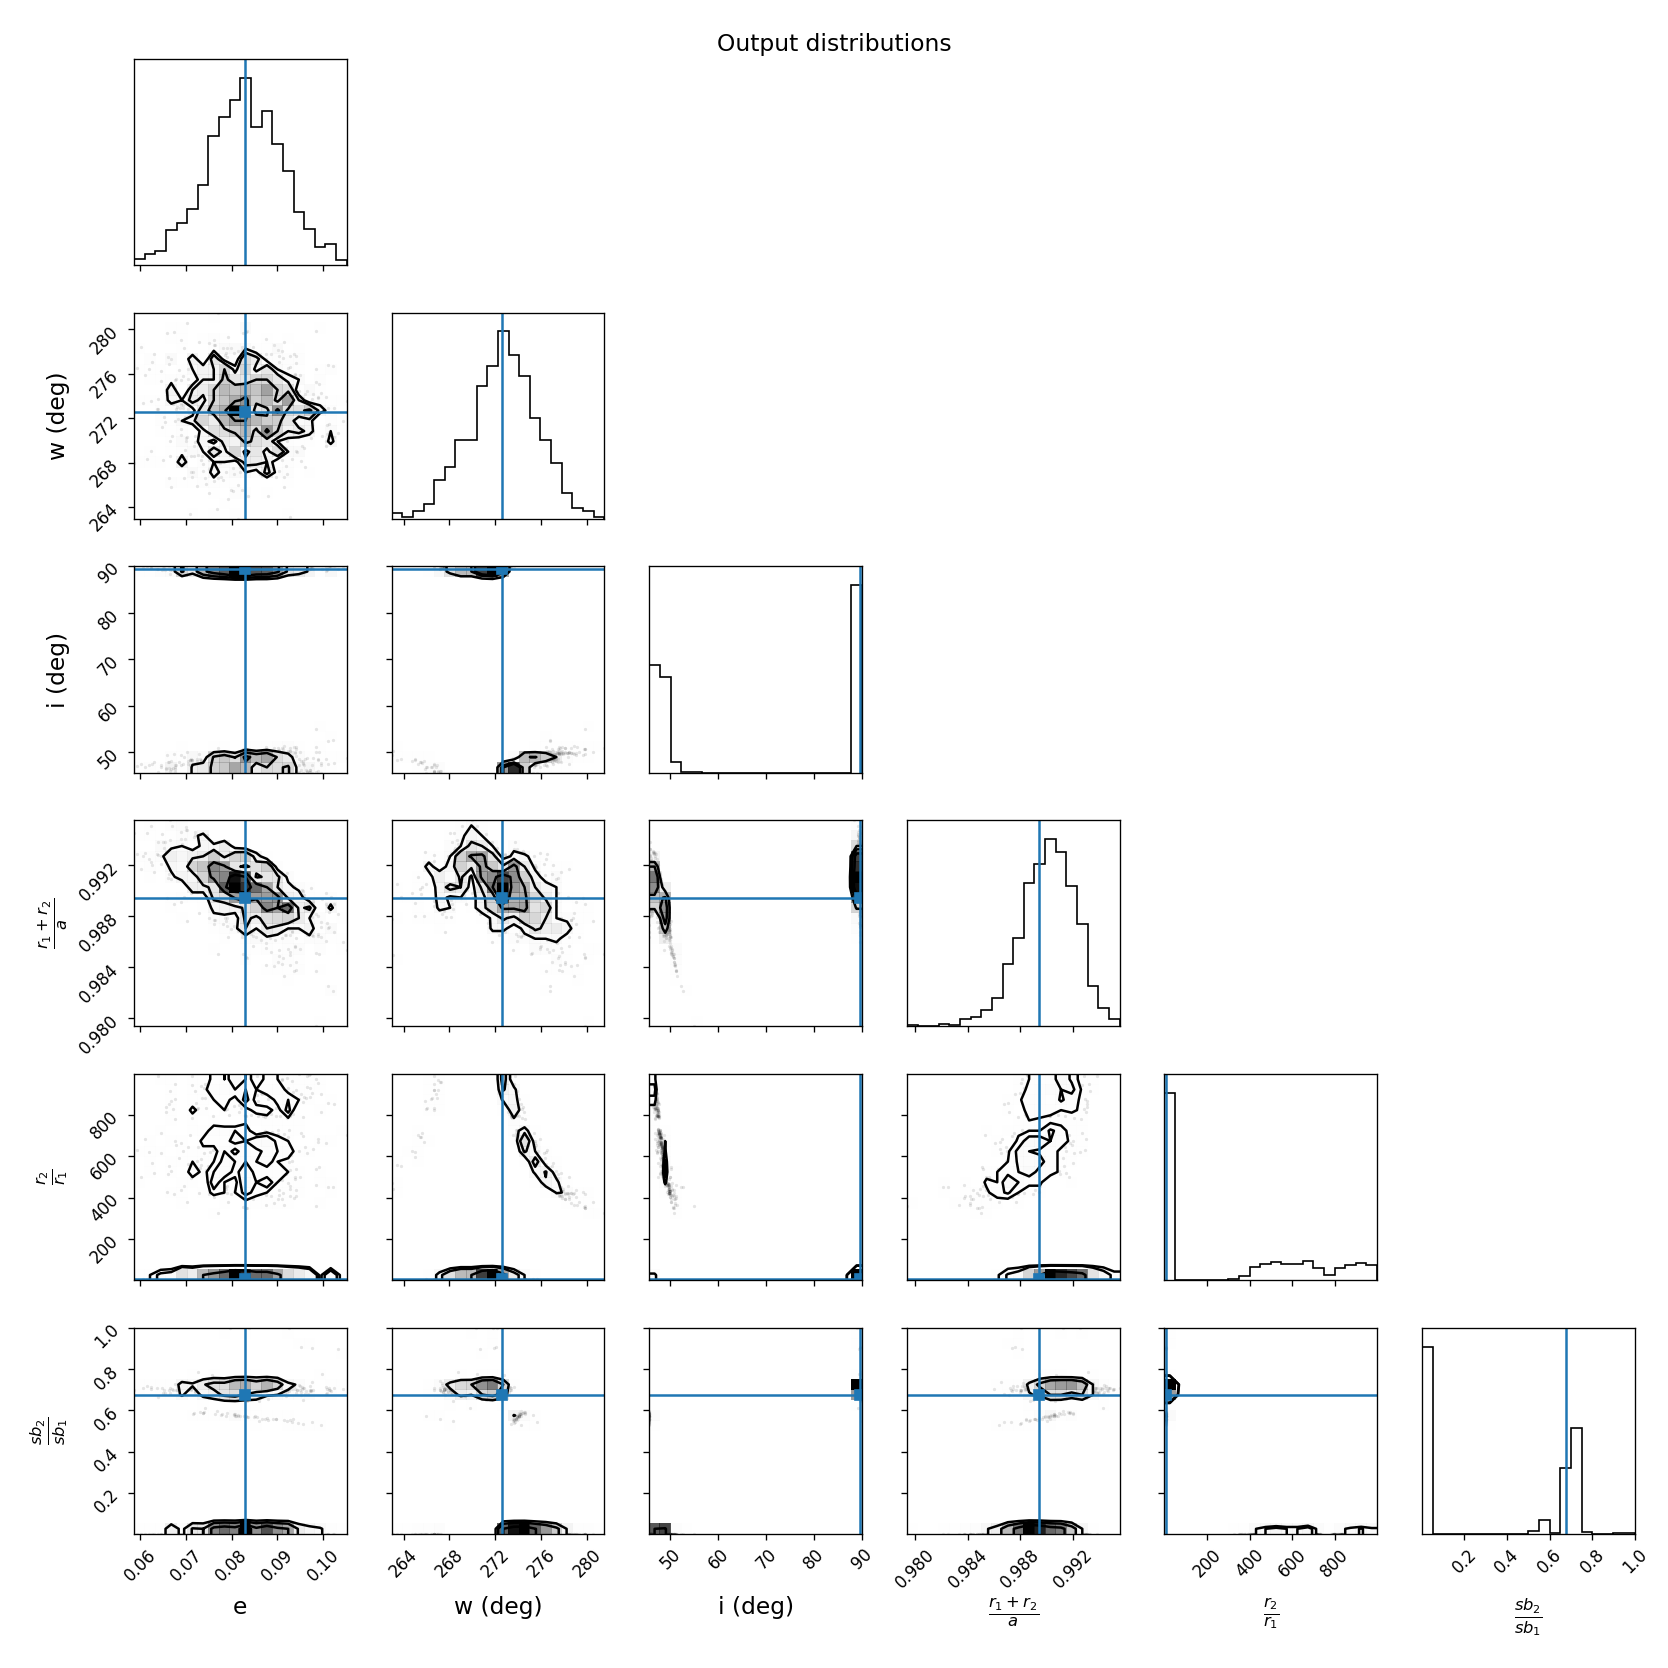 Output distributions
w (deg)
280
276
272
268
264
i (deg)
90
80
70
60
50
r₁ + r₂
a
0.992
0.988
0.984
0.980
r₂
r₁
800
600
400
200
sb₂
sb₁
1.0
0.8
0.6
0.4
0.2
0.06 0.07 0.08 0.09 0.10
264 268 272 276 280
50 60 70 80 90
0.980 0.984 0.988 0.992
200 400 600 800
0.2 0.4 0.6 0.8 1.0
e
w (deg)
i (deg)
r₁ + r₂
a
r₂
r₁
sb₂
sb₁